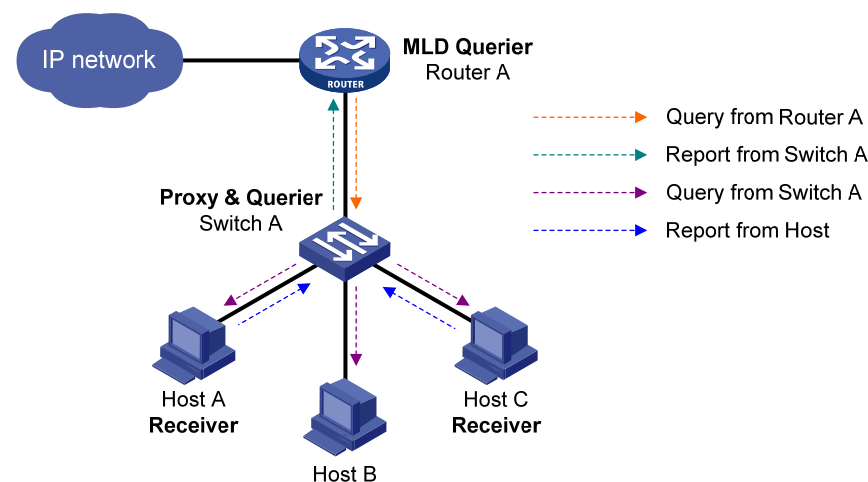 IP network
ROUTER
MLD Querier
Router A
Query from Router A
Report from Switch A
Query from Switch A
Report from Host
Proxy & Querier
Switch A
Host A
Receiver
Host B
Host C
Receiver